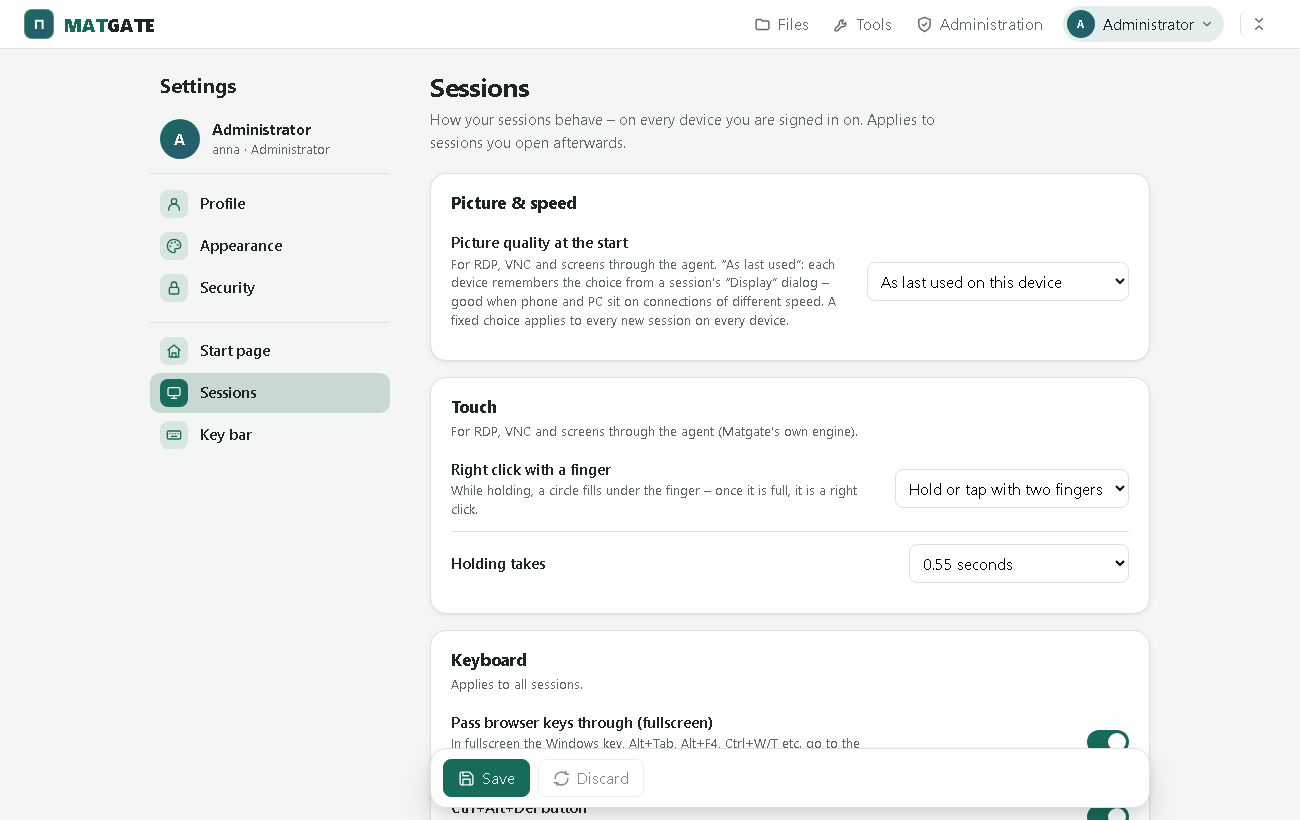 MATGATE
Files
Tools
Administration
A
Administrator
Settings
A
Administrator
anna · Administrator
Profile
Appearance
Security
Start page
Sessions
Key bar
Sessions
How your sessions behave – on every device you are signed in on. Applies to
sessions you open afterwards.
Picture & speed
Picture quality at the start
For RDP, VNC and screens through the agent. "As last used": each
device remembers the choice from a session's "Display" dialog –
good when phone and PC sit on connections of different speed. A
fixed choice applies to every new session on every device.
As last used on this device
Touch
For RDP, VNC and screens through the agent (Matgate's own engine).
Right click with a finger
While holding, a circle fills under the finger – once it is full, it is a right
click.
Hold or tap with two fingers
Holding takes
0.55 seconds
Keyboard
Applies to all sessions.
Pass browser keys through (fullscreen)
In fullscreen the Windows key, Alt+Tab, Alt+F4, Ctrl+W/T etc. go to the
Save
Discard
Ctrl+Alt+Del button